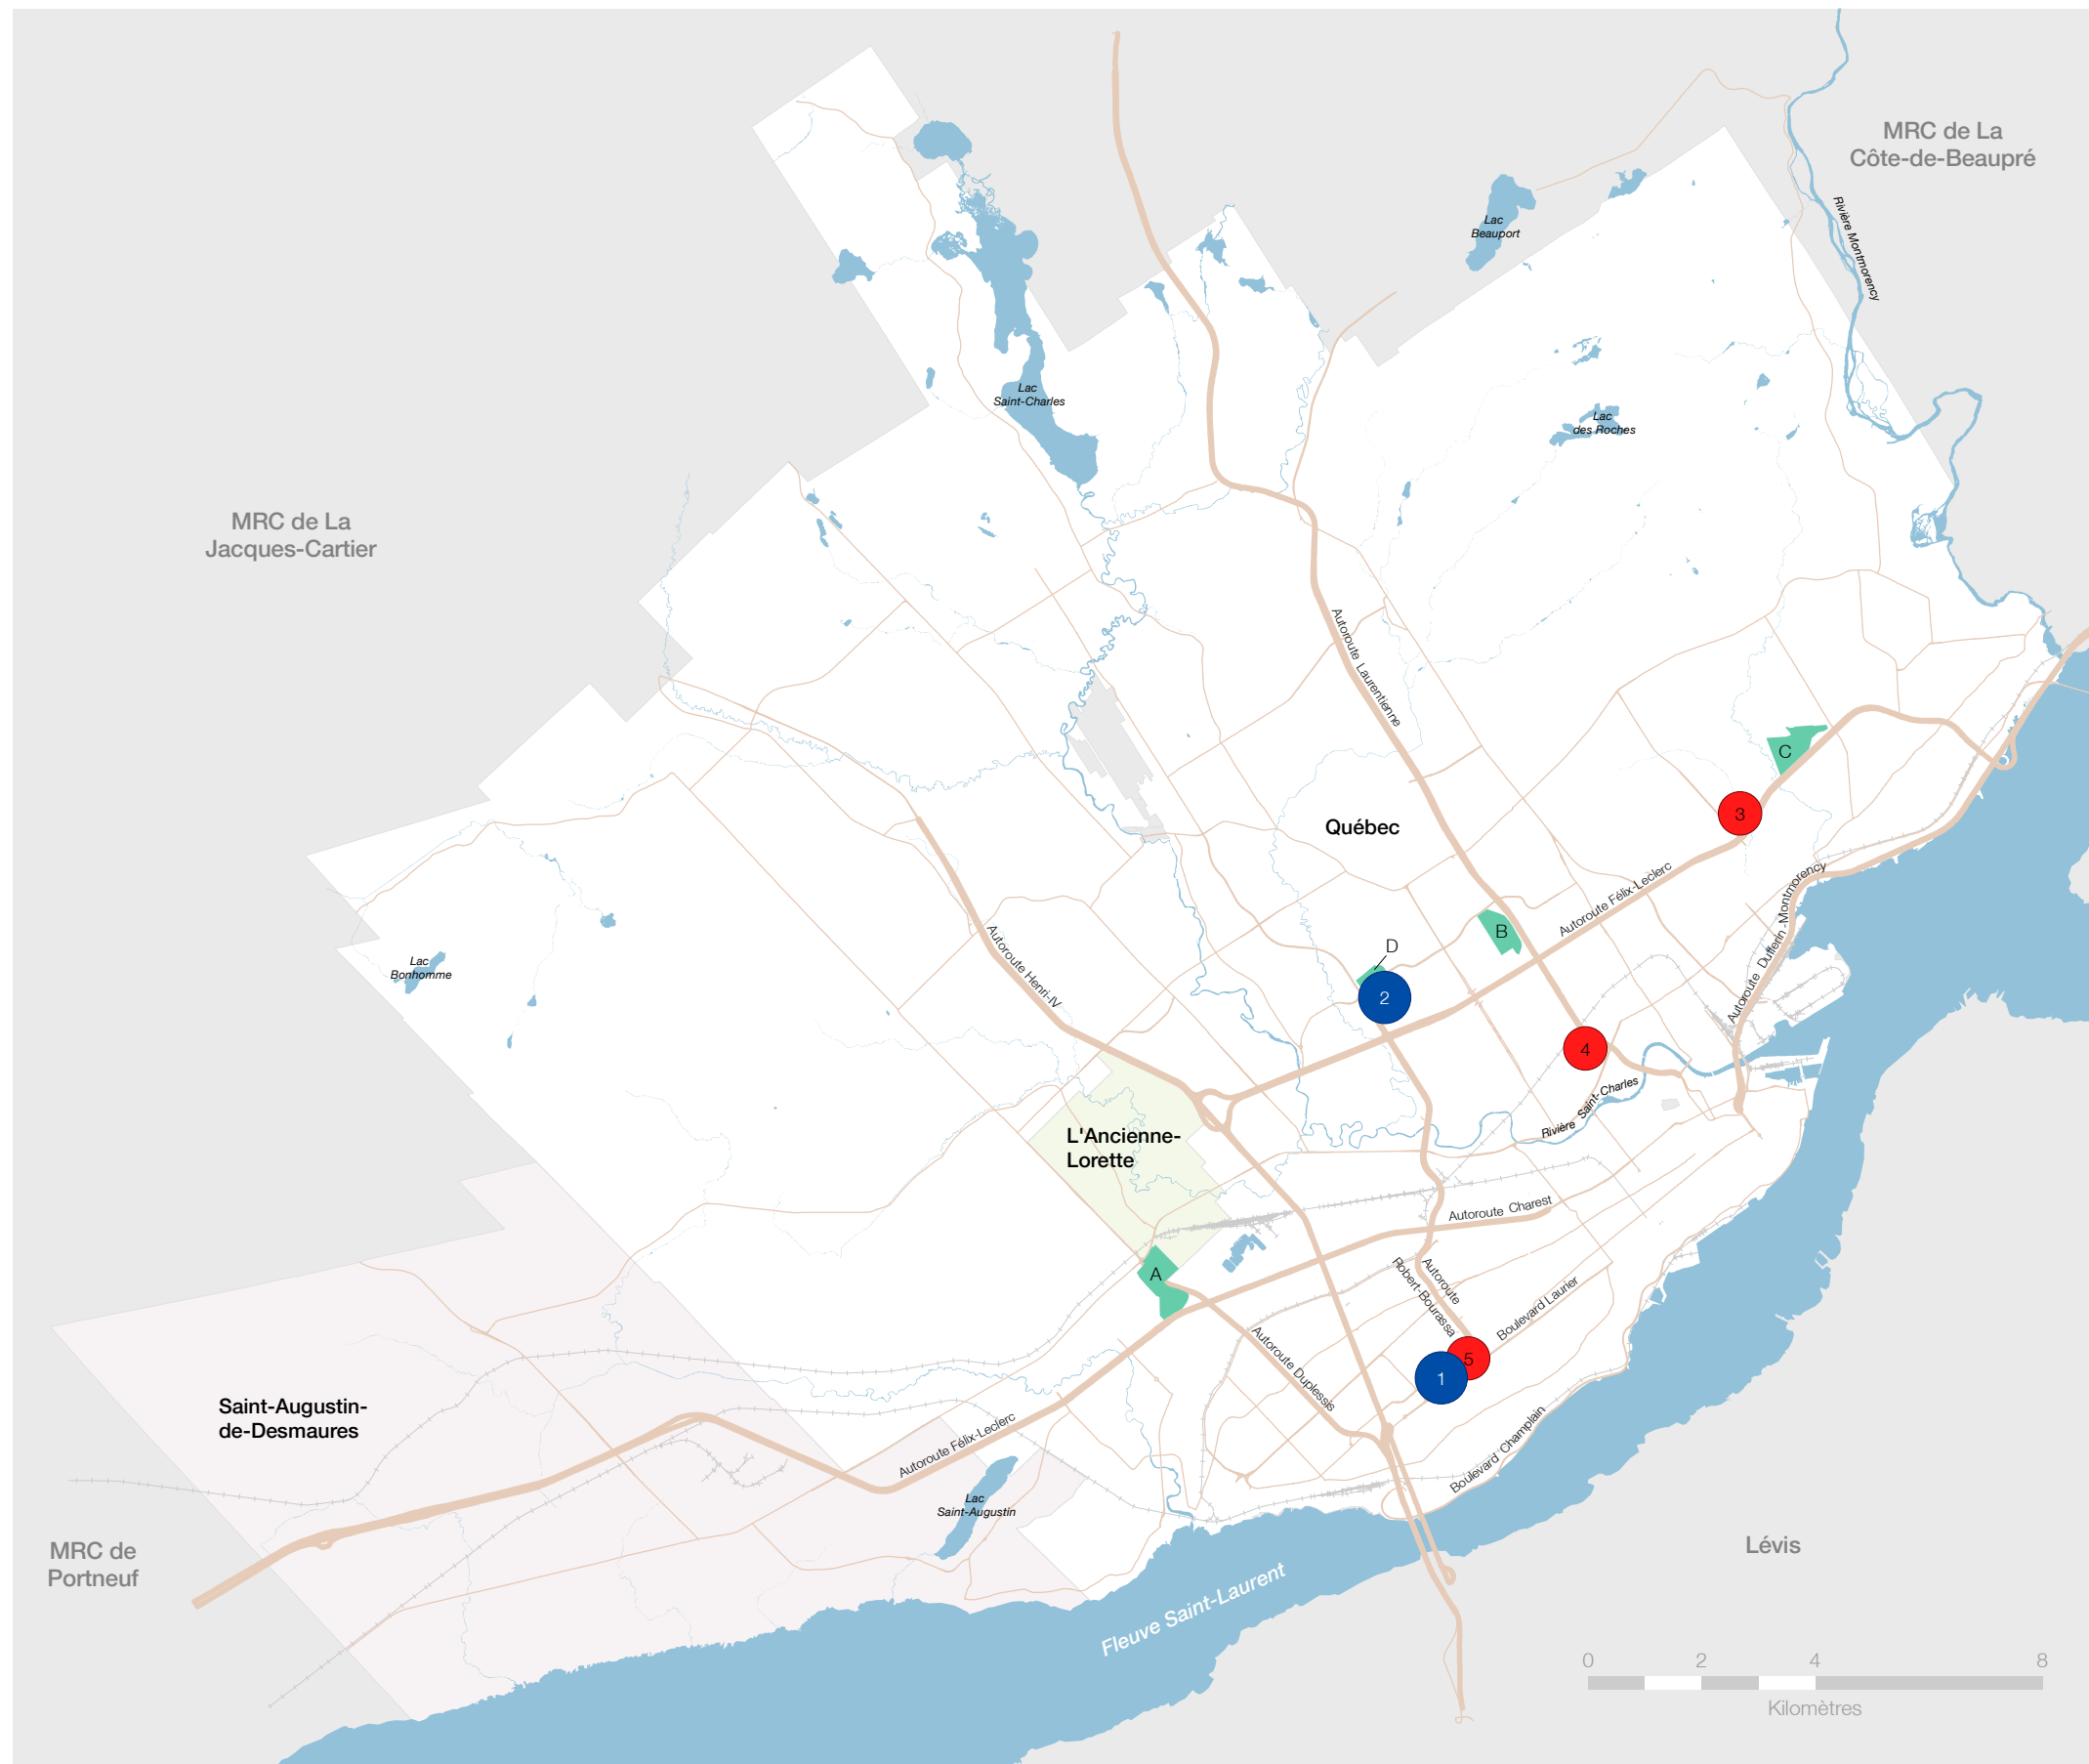 MRC de La
Côte-de-Beaupré
Rivière Montmorency
Lac
Beauport
Lac
Saint-Charles
Lac
des Roches
MRC de La
Jacques-Cartier
Autoroute Laurentienne
C
3
Québec
Autoroute Félix-Leclerc
Autoroute Dufferin-Montmorency
B
D
2
Autoroute Henri-IV
Lac
Bonhomme
4
Rivière Saint-Charles
L'Ancienne-
Lorette
Autoroute Charest
A
Autoroute
Robert-Bourassa
Boulevard Laurier
5
1
Autoroute Duplessis
Saint-Augustin-
de-Desmaures
Autoroute Félix-Leclerc
Boulevard Champlain
Lac
Saint-Augustin
MRC de
Portneuf
Lévis
Fleuve Saint-Laurent
0 2 4 8
Kilomètres